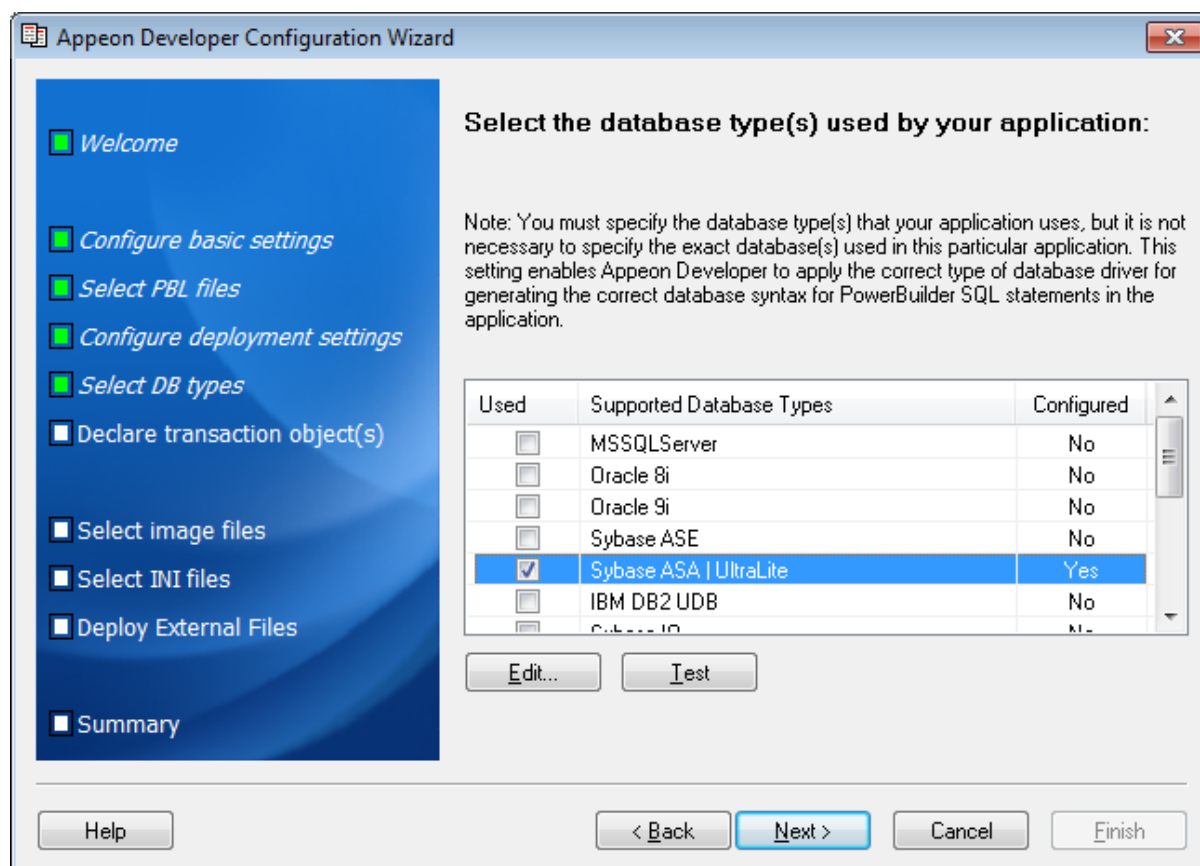 Appeon Developer Configuration Wizard
Welcome
Configure basic settings
Select PBL files
Configure deployment settings
Select DB types
Declare transaction object(s)
Select image files
Select INI files
Deploy External Files
Summary
Select the database type(s) used by your application:
Note: You must specify the database type(s) that your application uses, but it is not
necessary to specify the exact database(s) used in this particular application. This
setting enables Appeon Developer to apply the correct type of database driver for
generating the correct database syntax for PowerBuilder SQL statements in the
application.
Used Supported Database Types Configured
MSSQLServer No
Oracle 8i No
Oracle 9i No
Sybase ASE No
Sybase ASA | UltraLite Yes
IBM DB2 UDB No
Edit... Test
Help < Back Next > Cancel Finish